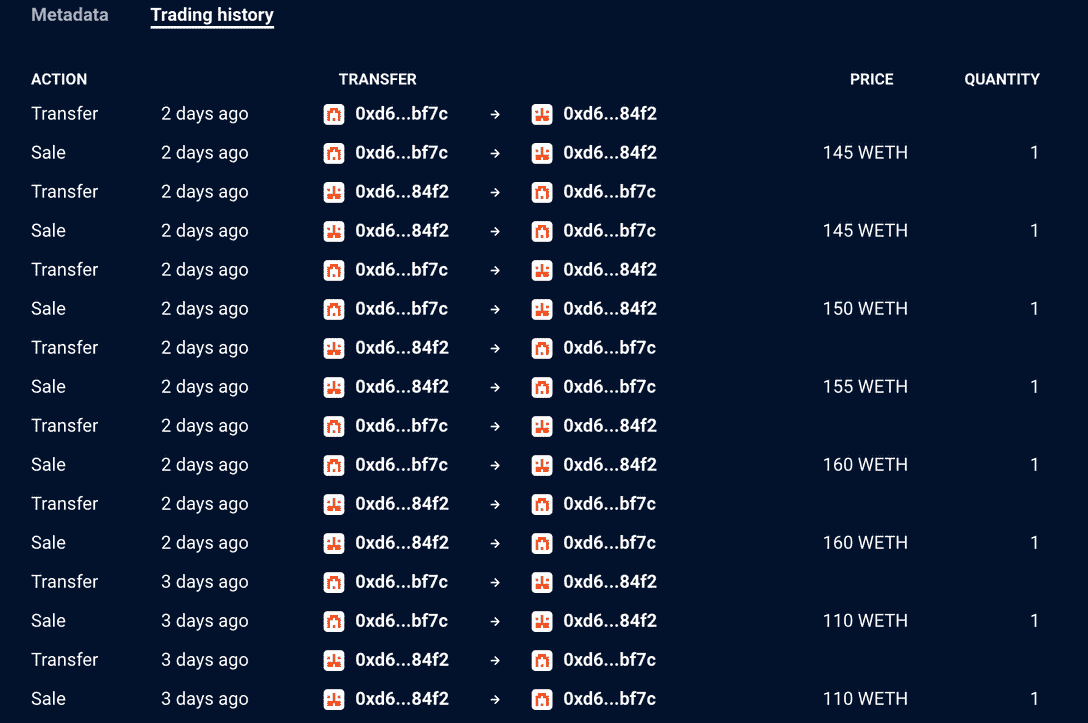 Metadata Trading history
ACTION TRANSFER PRICE QUANTITY
Transfer 2 days ago 0xd6...bf7c → 0xd6...84f2
Sale 2 days ago 0xd6...bf7c → 0xd6...84f2 145 WETH 1
Transfer 2 days ago 0xd6...84f2 → 0xd6...bf7c
Sale 2 days ago 0xd6...84f2 → 0xd6...bf7c 145 WETH 1
Transfer 2 days ago 0xd6...bf7c → 0xd6...84f2
Sale 2 days ago 0xd6...bf7c → 0xd6...84f2 150 WETH 1
Transfer 2 days ago 0xd6...84f2 → 0xd6...bf7c
Sale 2 days ago 0xd6...84f2 → 0xd6...bf7c 155 WETH 1
Transfer 2 days ago 0xd6...bf7c → 0xd6...84f2
Sale 2 days ago 0xd6...bf7c → 0xd6...84f2 160 WETH 1
Transfer 2 days ago 0xd6...84f2 → 0xd6...bf7c
Sale 2 days ago 0xd6...84f2 → 0xd6...bf7c 160 WETH 1
Transfer 3 days ago 0xd6...bf7c → 0xd6...84f2
Sale 3 days ago 0xd6...bf7c → 0xd6...84f2 110 WETH 1
Transfer 3 days ago 0xd6...84f2 → 0xd6...bf7c
Sale 3 days ago 0xd6...84f2 → 0xd6...bf7c 110 WETH 1